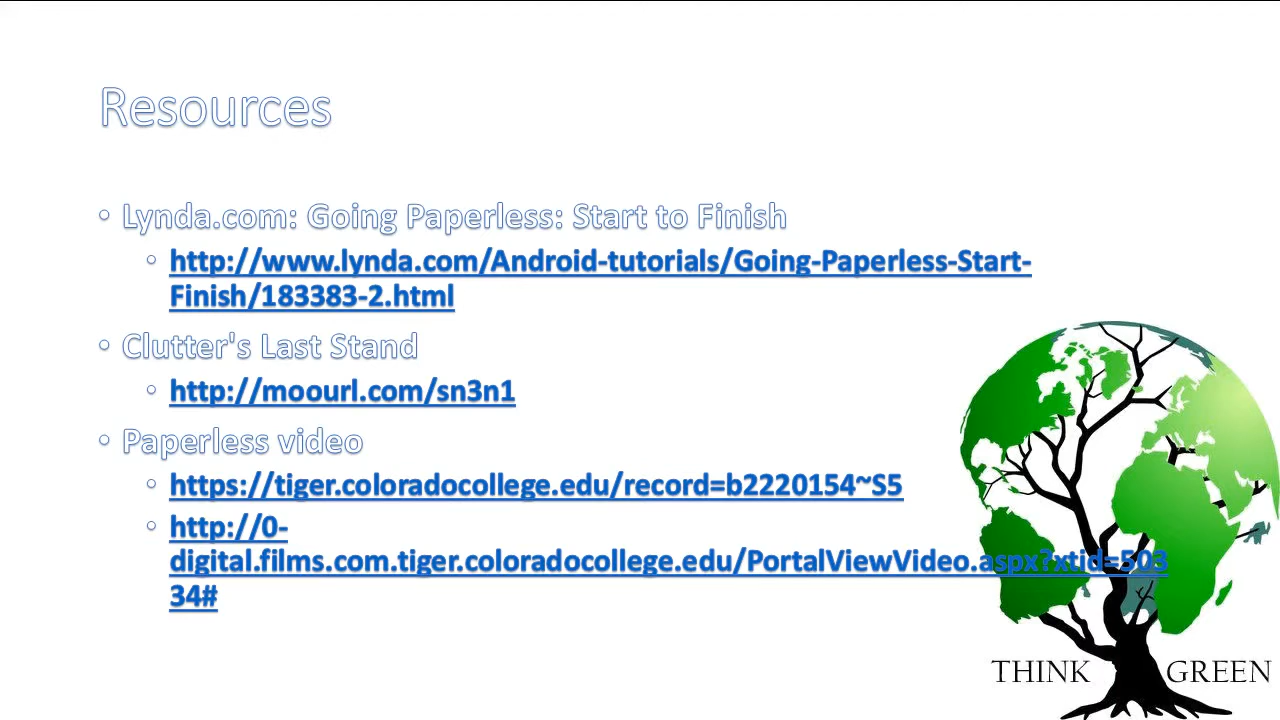 Resources
• Lynda.com: Going Paperless: Start to Finish
◦ http://www.lynda.com/Android-tutorials/Going-Paperless-Start-
Finish/183383-2.html
• Clutter's Last Stand
◦ http://moourl.com/sn3n1
• Paperless video
◦ https://tiger.coloradocollege.edu/record=b2220154~S5
◦ http://0-
digital.films.com.tiger.coloradocollege.edu/PortalViewVideo.aspx?xtid=503
34#
THINK GREEN